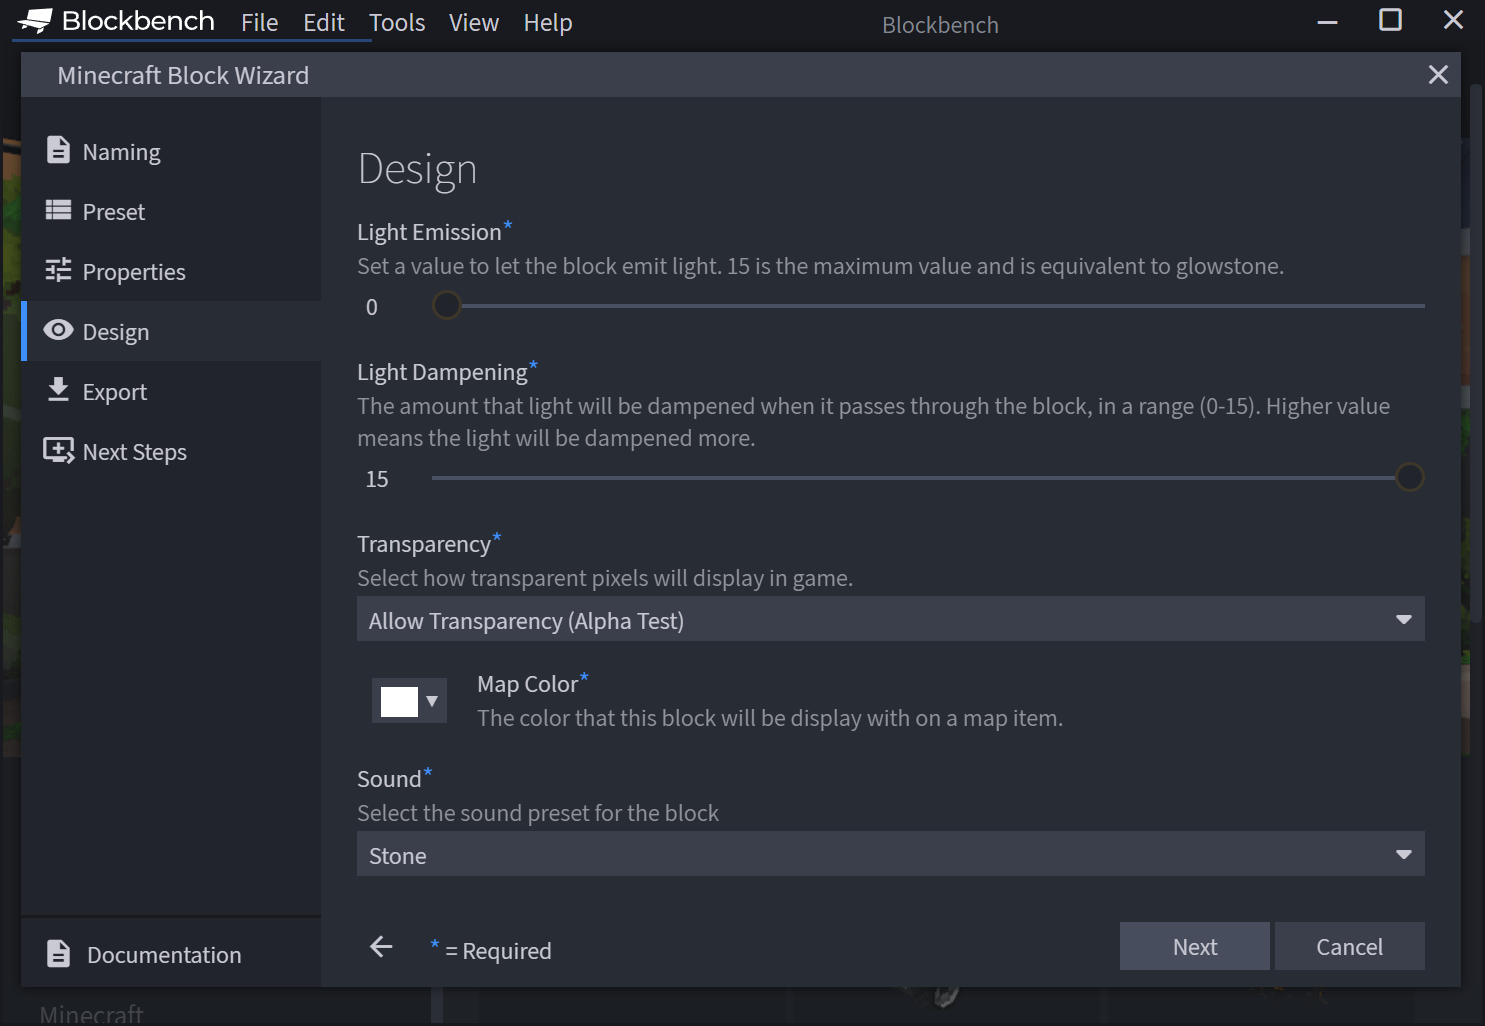 Blockbench File Edit Tools View Help Blockbench
Minecraft Block Wizard
Naming
Preset
Properties
Design
Export
Next Steps
Documentation
Design
Light Emission*
Set a value to let the block emit light. 15 is the maximum value and is equivalent to glowstone.
0
Light Dampening*
The amount that light will be dampened when it passes through the block, in a range (0-15). Higher value
means the light will be dampened more.
15
Transparency*
Select how transparent pixels will display in game.
Allow Transparency (Alpha Test)
Map Color*
The color that this block will be display with on a map item.
Sound*
Select the sound preset for the block
Stone
* = Required
Next Cancel
Minecraft